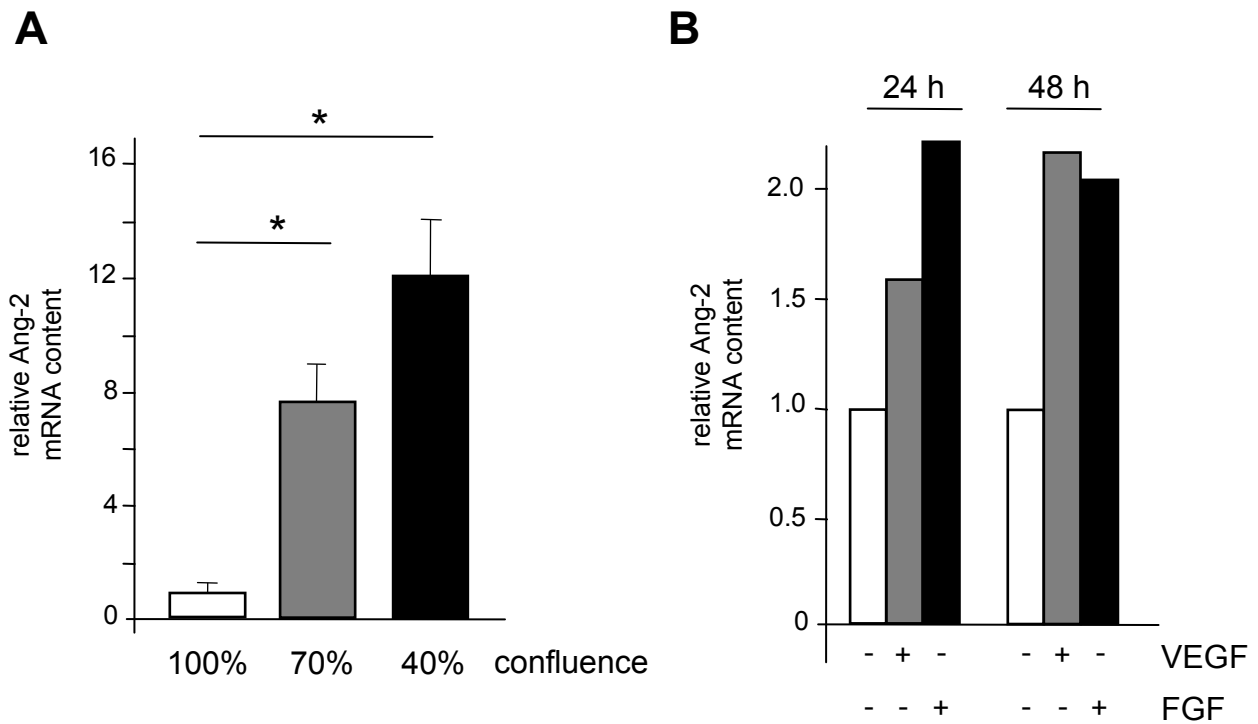 A
relative Ang-2
mRNA content
16
12
8
4
0
*
*
100% 70% 40% confluence
B
24 h 48 h
relative Ang-2
mRNA content
2.0
1.5
1.0
0.5
0
- + - - + - VEGF
- - + - - + FGF